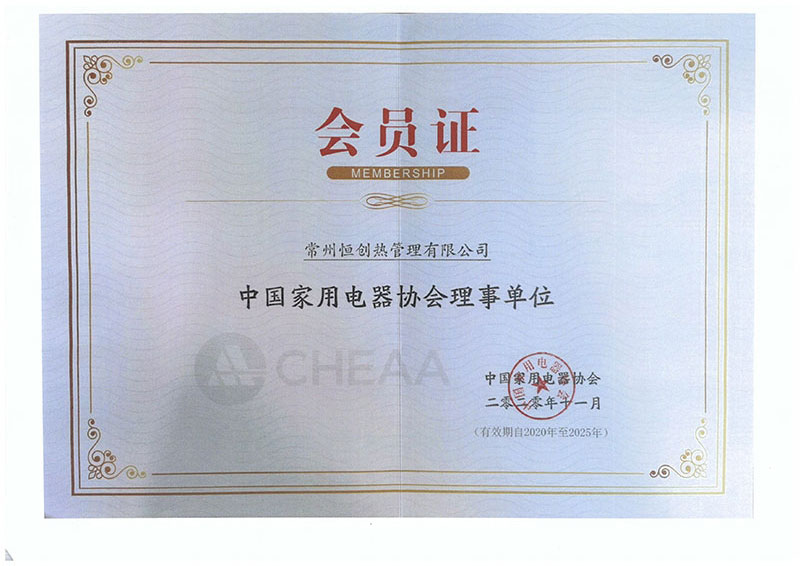 会员证
MEMBERSHIP
常州恒创热管理有限公司
中国家用电器协会理事单位
CHEAA
中国家用电器协会
二零二零年十一月
（有效期自2020年至2025年）